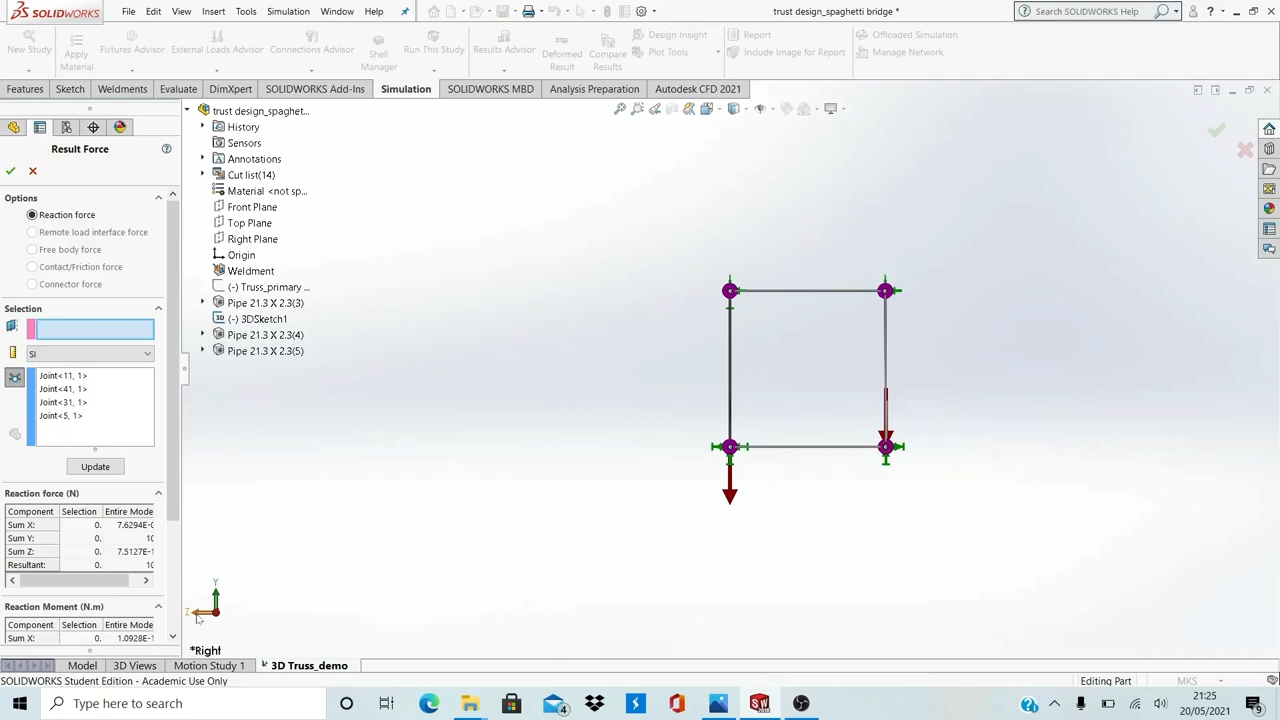 SOLIDWORKS File Edit View Insert Tools Simulation Window Help trust design_spaghetti bridge * Search SOLIDWORKS Help
New Study Apply Material Fixtures Advisor External Loads Advisor Connections Advisor Shell Manager Run This Study Results Advisor Deformed Result Compare Results Design Insight Report Offloaded Simulation
Plot Tools Include Image for Report Manage Network
Features Sketch Weldments Evaluate DimXpert SOLIDWORKS Add-Ins Simulation SOLIDWORKS MBD Analysis Preparation Autodesk CFD 2021
Result Force
Options
Reaction force
Remote load interface force
Free body force
Contact/Friction force
Connector force
Selection
SI
Joint<11, 1>
Joint<41, 1>
Joint<31, 1>
Joint<5, 1>
Update
Reaction force (N)
Component Selection Entire Mode
Sum X: 0. 7.6294E-0
Sum Y: 0. 10
Sum Z: 0. 7.5127E-1
Resultant: 0. 10
Reaction Moment (N.m)
Component Selection Entire Mode
Sum X: 0. 1.0928E-1
trust design_spaghet...
History
Sensors
Annotations
Cut list(14)
Material <not sp...
Front Plane
Top Plane
Right Plane
Origin
Weldment
(-) Truss_primary ...
Pipe 21.3 X 2.3(3)
(-) 3DSketch1
Pipe 21.3 X 2.3(4)
Pipe 21.3 X 2.3(5)
Y
Z
*Right
Model 3D Views Motion Study 1 3D Truss_demo
SOLIDWORKS Student Edition - Academic Use Only Editing Part MKS
Type here to search
4
21:25
20/05/2021
9